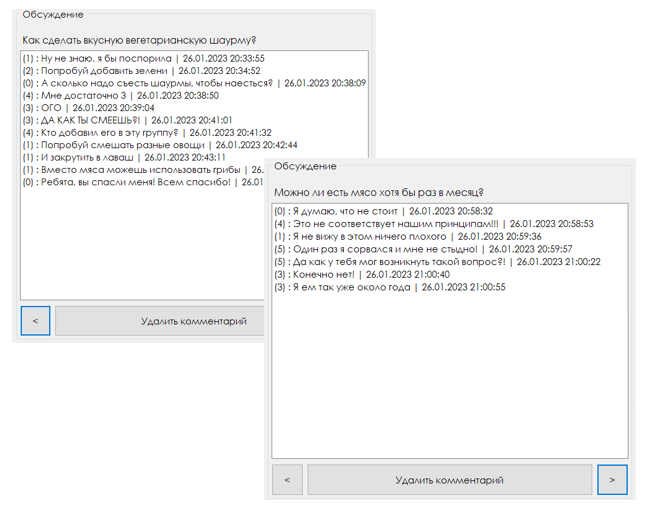 Обсуждение
Как сделать вкусную вегетарианскую шаурму?
(1) : Ну не знаю, я бы поспорила | 26.01.2023 20:33:55
(2) : Попробуй добавить зелени | 26.01.2023 20:34:52
(0) : А сколько надо съесть шаурмы, чтобы наесться? | 26.01.2023 20:38:09
(4) : Мне достаточно 3 | 26.01.2023 20:38:50
(3) : ОГО | 26.01.2023 20:39:04
(3) : ДА КАК ТЫ СМЕЕШЬ?! | 26.01.2023 20:41:01
(4) : Кто добавил его в эту группу? | 26.01.2023 20:41:32
(1) : Попробуй смешать разные овощи | 26.01.2023 20:42:44
(1) : И закрутить в лаваш | 26.01.2023 20:43:11
(1) : Вместо мяса можешь использовать грибы | 26.
(0) : Ребята, вы спасли меня! Всем спасибо! | 26.01
<
Удалить комментарий
Обсуждение
Можно ли есть мясо хотя бы раз в месяц?
(0) : Я думаю, что не стоит | 26.01.2023 20:58:32
(4) : Это не соответствует нашим принципам!!! | 26.01.2023 20:58:53
(1) : Я не вижу в этом ничего плохого | 26.01.2023 20:59:36
(5) : Один раз я сорвался и мне не стыдно! | 26.01.2023 20:59:57
(5) : Да как у тебя мог возникнуть такой вопрос?! | 26.01.2023 21:00:22
(3) : Конечно нет! | 26.01.2023 21:00:40
(3) : Я ем так уже около года | 26.01.2023 21:00:55
<
Удалить комментарий
>